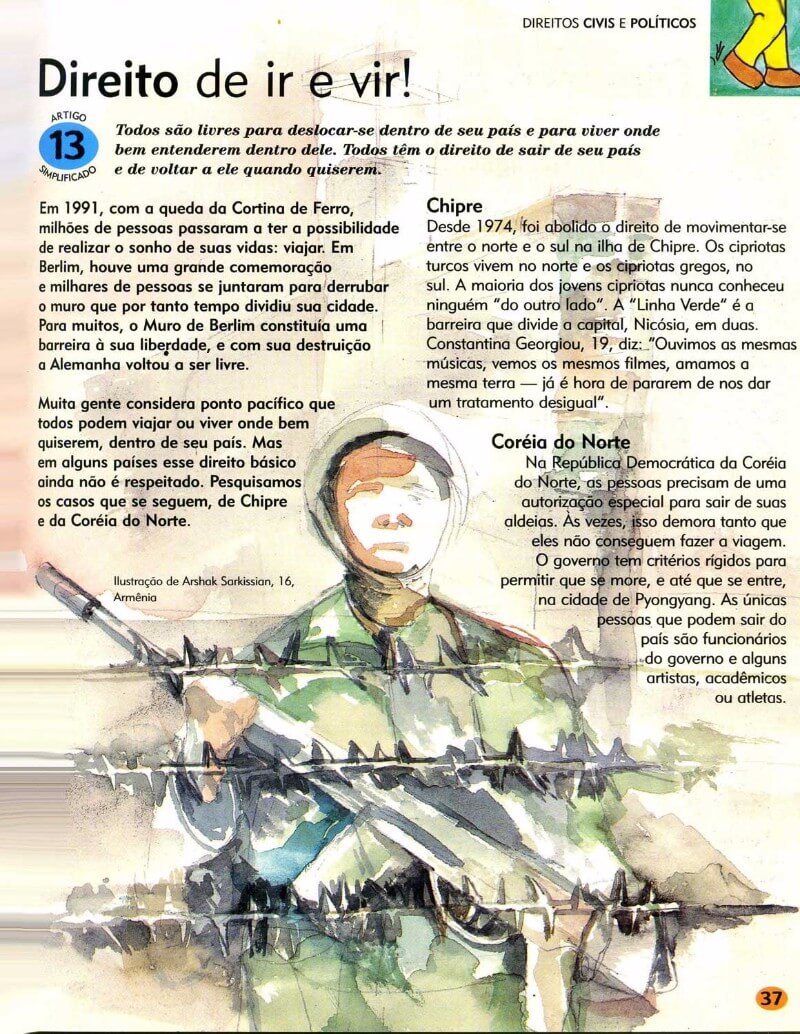 DIREITOS CIVIS E POLÍTICOS
Direito de ir e vir!
ARTIGO
13
SIMPLIFICADO
Todos são livres para deslocar-se dentro de seu país e para viver onde
bem entenderem dentro dele. Todos têm o direito de sair de seu país
e de voltar a ele quando quiserem.
Em 1991, com a queda da Cortina de Ferro,
milhões de pessoas passaram a ter a possibilidade
de realizar o sonho de suas vidas: viajar. Em
Berlim, houve uma grande comemoração
e milhares de pessoas se juntaram para derrubar
o muro que por tanto tempo dividiu sua cidade.
Para muitos, o Muro de Berlim constituía uma
barreira à sua liberdade, e com sua destruição
a Alemanha voltou a ser livre.
Muita gente considera ponto pacífico que
todos podem viajar ou viver onde bem
quiserem, dentro de seu país. Mas
em alguns países esse direito básico
ainda não é respeitado. Pesquisamos
os casos que se seguem, de Chipre
e da Coréia do Norte.
Ilustração de Arshak Sarkissian, 16,
Armênia
Chipre
Desde 1974, foi abolido o direito de movimentar-se
entre o norte e o sul na ilha de Chipre. Os cipriotas
turcos vivem no norte e os cipriotas gregos, no
sul. A maioria dos jovens cipriotas nunca conheceu
ninguém "do outro lado". A "Linha Verde" é a
barreira que divide a capital, Nicósia, em duas.
Constantina Georgiou, 19, diz: "Ouvimos as mesmas
músicas, vemos os mesmos filmes, amamos a
mesma terra — já é hora de pararem de nos dar
um tratamento desigual".
Coréia do Norte
Na República Democrática da Coréia
do Norte, as pessoas precisam de uma
autorização especial para sair de suas
aldeias. Às vezes, isso demora tanto que
eles não conseguem fazer a viagem.
O governo tem critérios rígidos para
permitir que se more, e até que se entre,
na cidade de Pyongyang. As únicas
pessoas que podem sair do
país são funcionários
do governo e alguns
artistas, acadêmicos
ou atletas.
37